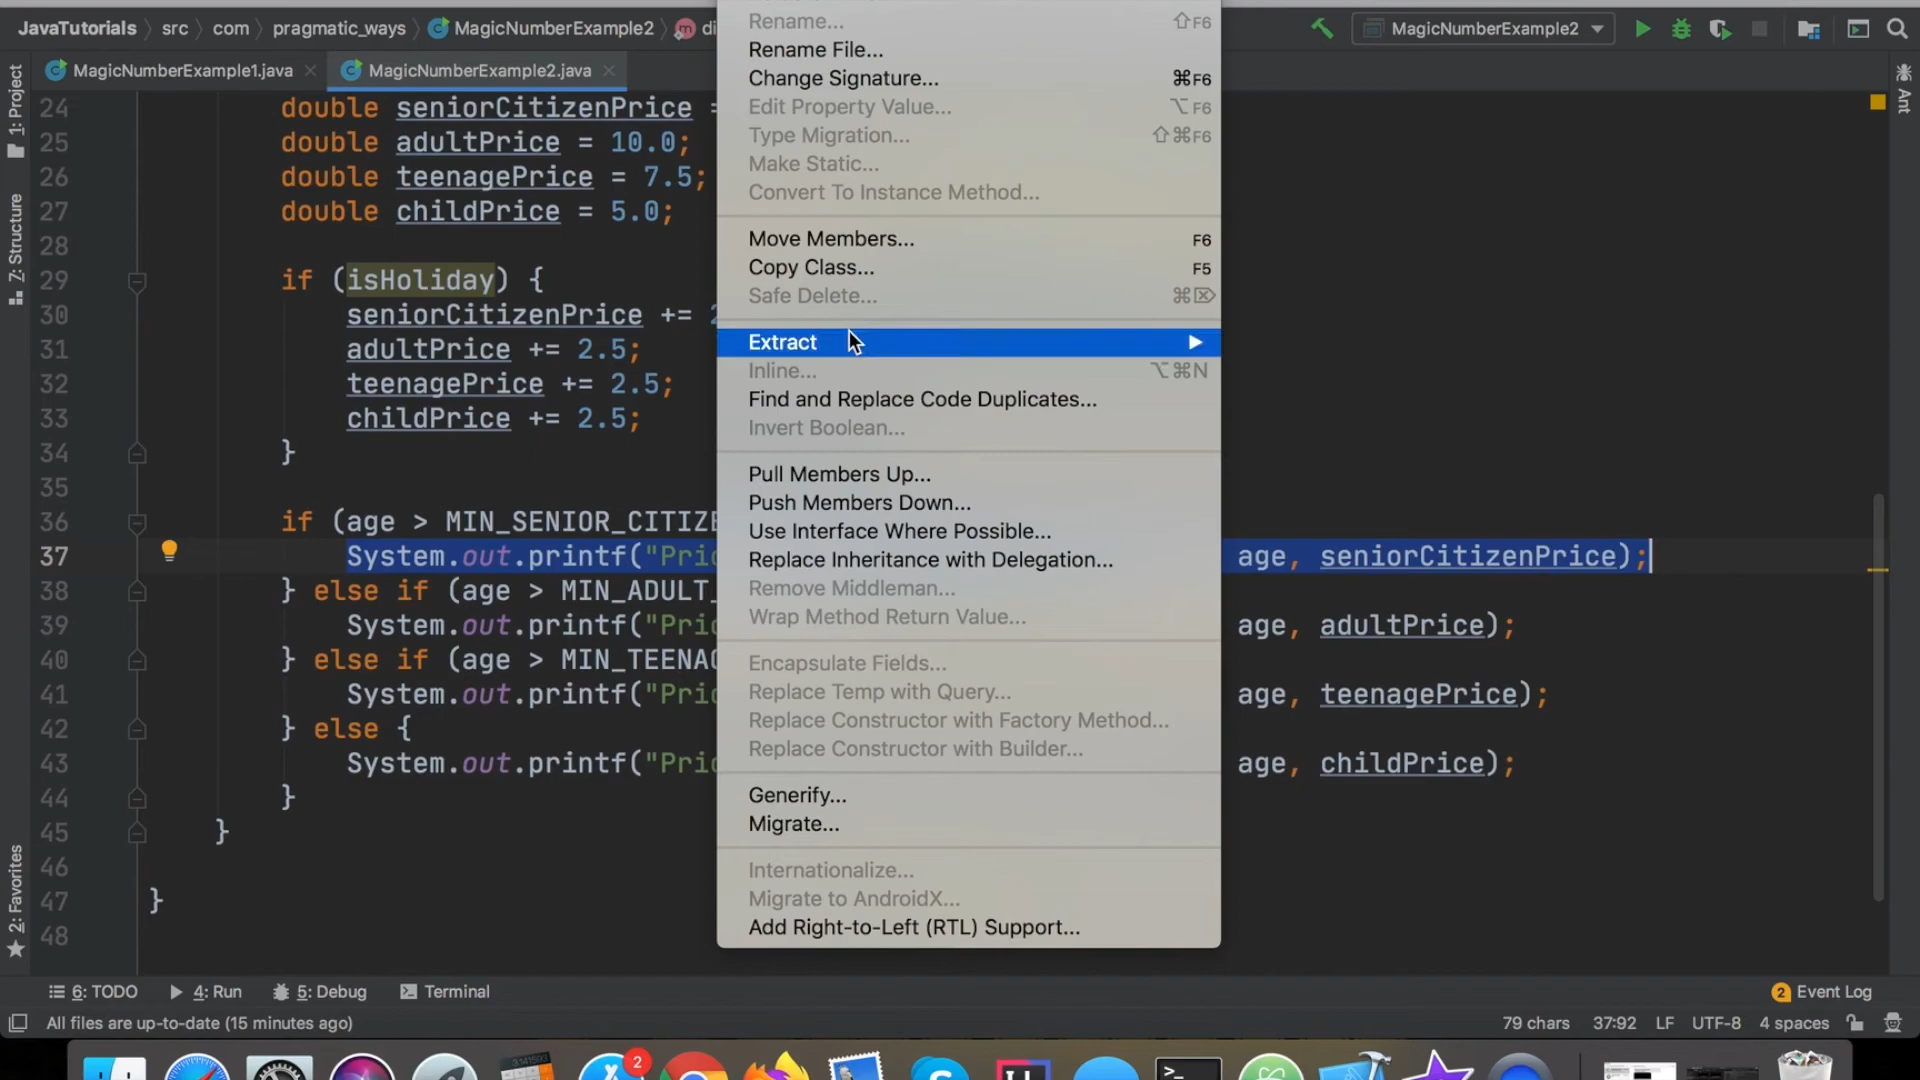 JavaTutorials src com pragmatic_ways MagicNumberExample2 m di
MagicNumberExample2
MagicNumberExample1.java MagicNumberExample2.java
1: Project
7: Structure
2: Favorites
Ant
24 double seniorCitizenPrice =
25 double adultPrice = 10.0;
26 double teenagePrice = 7.5;
27 double childPrice = 5.0;
28
29 if (isHoliday) {
30 seniorCitizenPrice += 2
31 adultPrice += 2.5;
32 teenagePrice += 2.5;
33 childPrice += 2.5;
34 }
35
36 if (age > MIN_SENIOR_CITIZE
37 System.out.printf("Pric age, seniorCitizenPrice);
38 } else if (age > MIN_ADULT_
39 System.out.printf("Pric age, adultPrice);
40 } else if (age > MIN_TEENAG
41 System.out.printf("Pric age, teenagePrice);
42 } else {
43 System.out.printf("Pric age, childPrice);
44 }
45 }
46
47 }
48
Rename... ⇧F6
Rename File...
Change Signature... ⌘F6
Edit Property Value... ⌥F6
Type Migration... ⇧⌘F6
Make Static...
Convert To Instance Method...
Move Members... F6
Copy Class... F5
Safe Delete... ⌘⌦
Extract ▶
Inline... ⌥⌘N
Find and Replace Code Duplicates...
Invert Boolean...
Pull Members Up...
Push Members Down...
Use Interface Where Possible...
Replace Inheritance with Delegation...
Remove Middleman...
Wrap Method Return Value...
Encapsulate Fields...
Replace Temp with Query...
Replace Constructor with Factory Method...
Replace Constructor with Builder...
Generify...
Migrate...
Internationalize...
Migrate to AndroidX...
Add Right-to-Left (RTL) Support...
6: TODO 4: Run 5: Debug Terminal 2 Event Log
All files are up-to-date (15 minutes ago) 79 chars 37:92 LF UTF-8 4 spaces
2